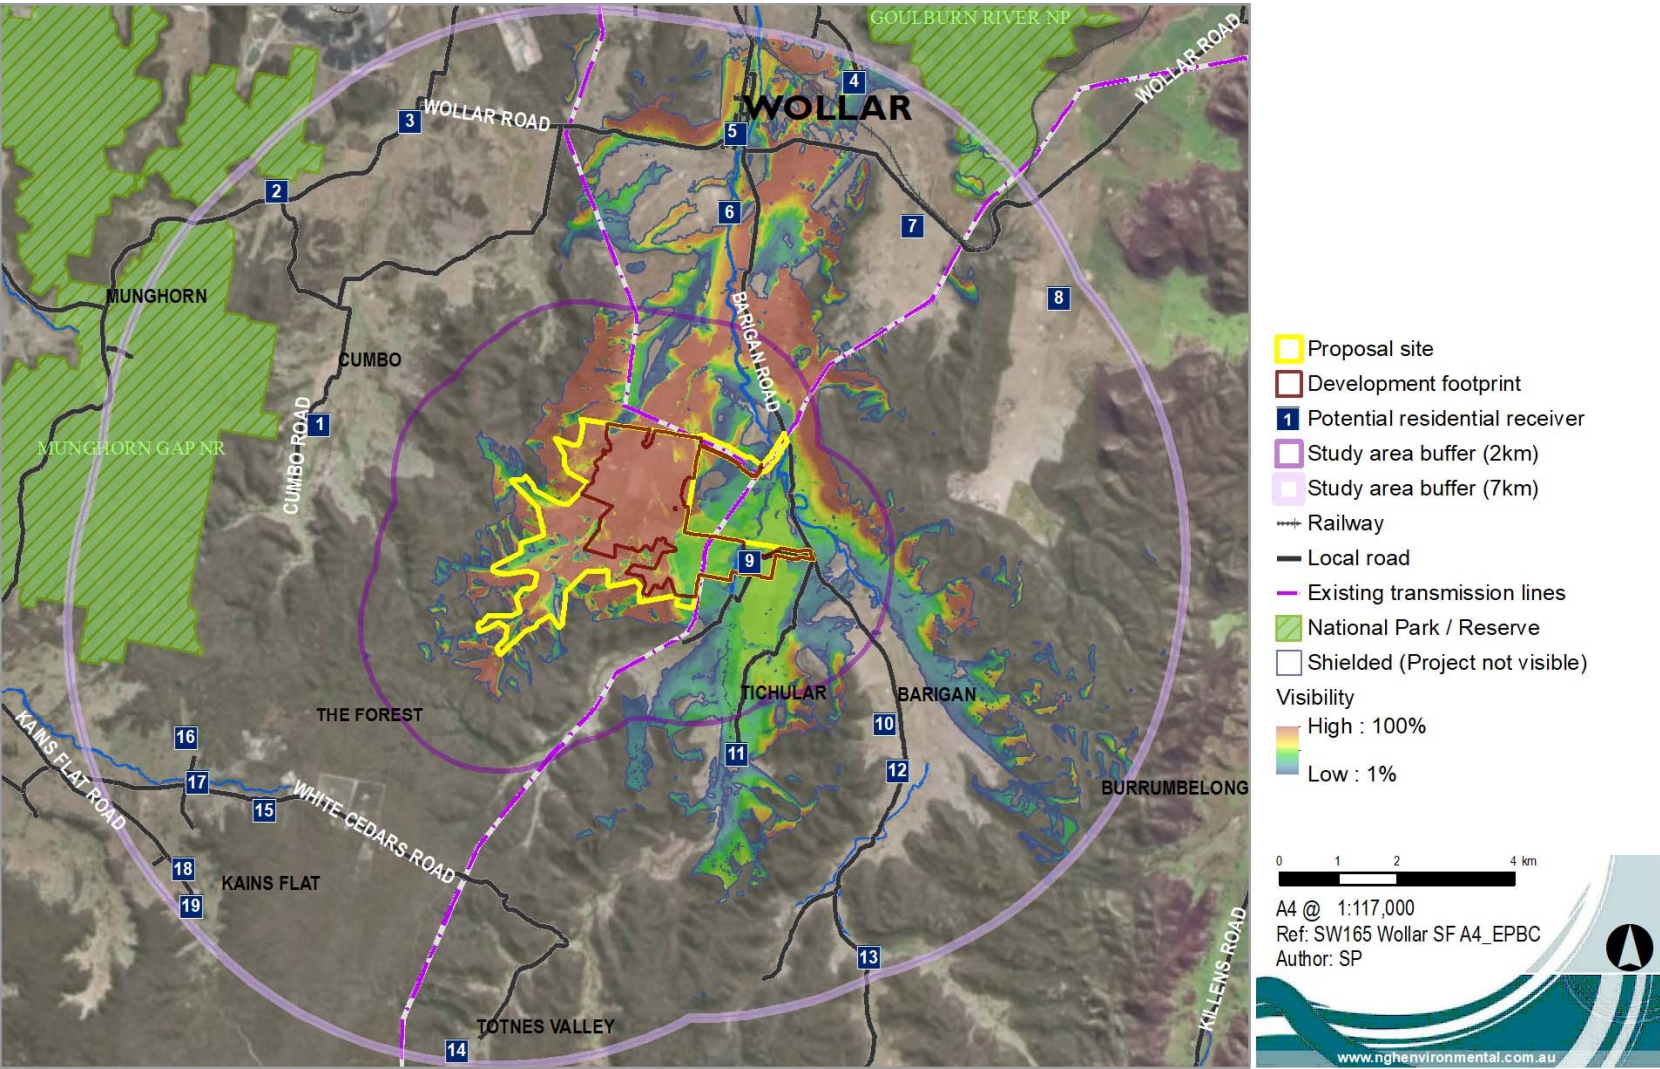 GOULBURN RIVER NP
WOLLAR ROAD
4
WOLLAR
3
WOLLAR ROAD
5
2
6
7
MUNGHORN
8
BARIGAN ROAD
CUMBO
1
CUMBO ROAD
MUNGHORN GAP NR
9
TICHULAR
BARIGAN
THE FOREST
10
16
11
KAINS FLAT ROAD
17
12
15
WHITE CEDARS ROAD
BURRUMBELONG
18
KAINS FLAT
19
13
KILLENS ROAD
TOTNES VALLEY
14
Proposal site
Development footprint
1 Potential residential receiver
Study area buffer (2km)
Study area buffer (7km)
Railway
Local road
Existing transmission lines
National Park / Reserve
Shielded (Project not visible)
Visibility
High : 100%
Low : 1%
0 1 2 4 km
A4 @ 1:117,000
Ref: SW165 Wollar SF A4_EPBC
Author: SP
www.nghenvironmental.com.au